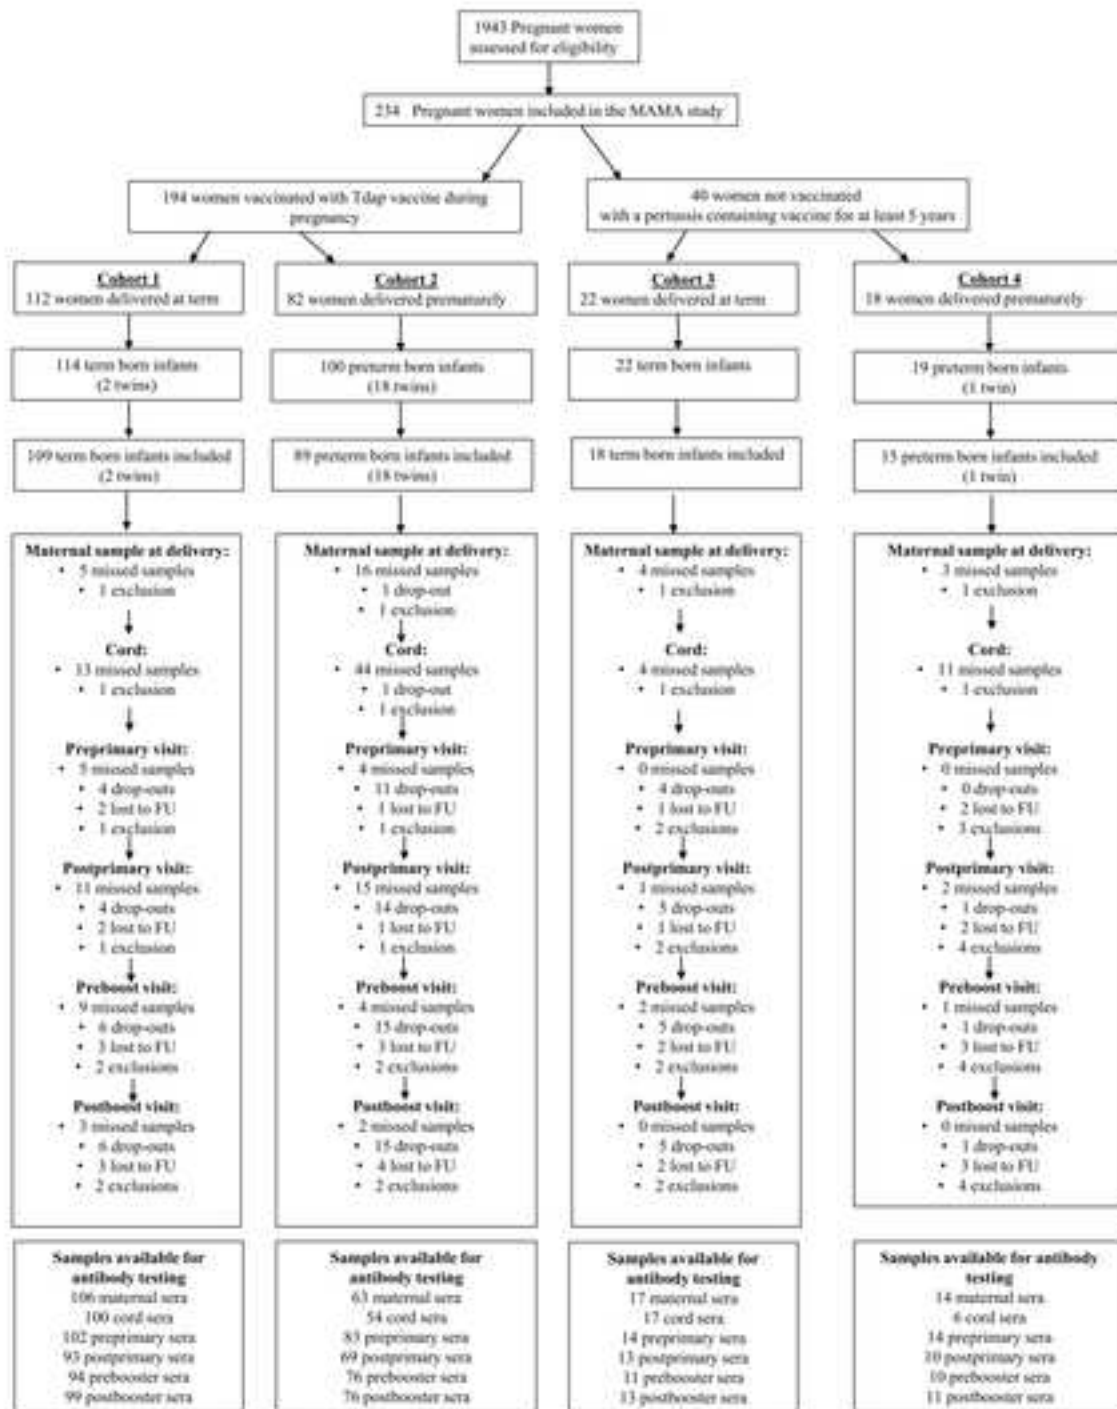 1943 Pregnant women
assessed for eligibility
234 Pregnant women included in the MAMA study
194 women vaccinated with Tdap vaccine during
pregnancy
40 women not vaccinated
with a pertussis containing vaccine for at least 5 years
Cohort 1
112 women delivered at term
114 term born infants
(2 twins)
109 term born infants included
(2 twins)
Maternal sample at delivery:
• 5 missed samples
• 1 exclusion
Cord:
• 13 missed samples
• 1 exclusion
Preprimary visit:
• 5 missed samples
• 4 drop-outs
• 2 lost to FU
• 1 exclusion
Postprimary visit:
• 11 missed samples
• 4 drop-outs
• 2 lost to FU
• 1 exclusion
Preboost visit:
• 9 missed samples
• 6 drop-outs
• 3 lost to FU
• 2 exclusions
Postboost visit:
• 3 missed samples
• 6 drop-outs
• 3 lost to FU
• 2 exclusions
Samples available for
antibody testing
106 maternal sera
100 cord sera
102 preprimary sera
93 postprimary sera
94 prebooster sera
99 postbooster sera
Cohort 2
82 women delivered prematurely
100 preterm born infants
(18 twins)
89 preterm born infants included
(18 twins)
Maternal sample at delivery:
• 16 missed samples
• 1 drop-out
• 1 exclusion
Cord:
• 44 missed samples
• 1 drop-out
• 1 exclusion
Preprimary visit:
• 4 missed samples
• 11 drop-outs
• 1 lost to FU
• 1 exclusion
Postprimary visit:
• 15 missed samples
• 14 drop-outs
• 1 lost to FU
• 1 exclusion
Preboost visit:
• 4 missed samples
• 15 drop-outs
• 3 lost to FU
• 2 exclusions
Postboost visit:
• 2 missed samples
• 15 drop-outs
• 4 lost to FU
• 2 exclusions
Samples available for
antibody testing
63 maternal sera
54 cord sera
83 preprimary sera
69 postprimary sera
76 prebooster sera
76 postbooster sera
Cohort 3
22 women delivered at term
22 term born infants
18 term born infants included
Maternal sample at delivery:
• 4 missed samples
• 1 exclusion
Cord:
• 4 missed samples
• 1 exclusion
Preprimary visit:
• 0 missed samples
• 4 drop-outs
• 1 lost to FU
• 2 exclusions
Postprimary visit:
• 1 missed samples
• 5 drop-outs
• 1 lost to FU
• 2 exclusions
Preboost visit:
• 2 missed samples
• 5 drop-outs
• 2 lost to FU
• 2 exclusions
Postboost visit:
• 0 missed samples
• 5 drop-outs
• 2 lost to FU
• 2 exclusions
Samples available for
antibody testing
17 maternal sera
17 cord sera
14 preprimary sera
13 postprimary sera
11 prebooster sera
13 postbooster sera
Cohort 4
18 women delivered prematurely
19 preterm born infants
(1 twin)
15 preterm born infants included
(1 twin)
Maternal sample at delivery:
• 3 missed samples
• 1 exclusion
Cord:
• 11 missed samples
• 1 exclusion
Preprimary visit:
• 0 missed samples
• 0 drop-outs
• 2 lost to FU
• 3 exclusions
Postprimary visit:
• 2 missed samples
• 1 drop-outs
• 2 lost to FU
• 4 exclusions
Preboost visit:
• 1 missed samples
• 1 drop-outs
• 3 lost to FU
• 4 exclusions
Postboost visit:
• 0 missed samples
• 1 drop-outs
• 3 lost to FU
• 4 exclusions
Samples available for antibody
testing
14 maternal sera
6 cord sera
14 preprimary sera
10 postprimary sera
10 prebooster sera
11 postbooster sera